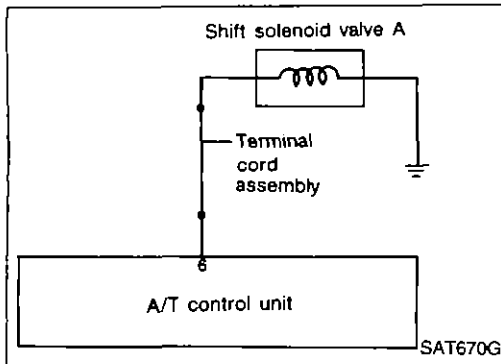 Shift solenoid valve A
Terminal
cord
assembly
6
A/T control unit
SAT670G